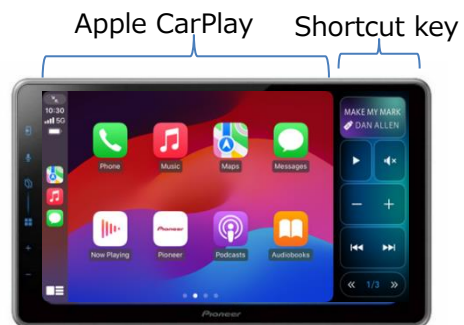 Apple CarPlay
Shortcut key
10:30
5G
Phone
Music
Maps
Messages
Now Playing
Pioneer
Pioneer
Podcasts
Audiobooks
MAKE MY MARK
DAN ALLEN
1/3
Pioneer